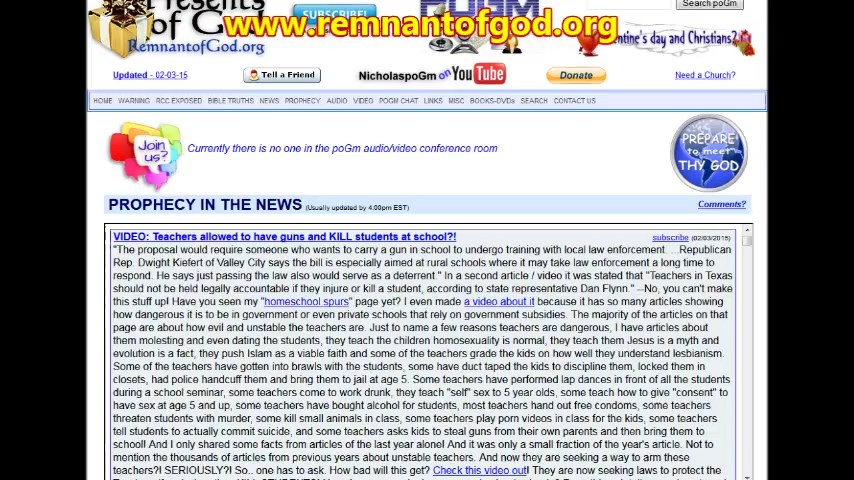 Presents
of God
RemnantofGod.org
www.remnantofgod.org
SUBSCRIBE!
PoGM
Search poGm
entine's day and Christians?
Updated - 02-03-15
Tell a Friend
NicholaspoGm on YouTube
Donate
Need a Church?
HOME WARNING RCC EXPOSED BIBLE TRUTHS NEWS PROPHECY AUDIO VIDEO POGM CHAT LINKS MISC BOOKS-DVDs SEARCH CONTACT US
Join us?
Currently there is no one in the poGm audio/video conference room
PREPARE
to meet
THY GOD
PROPHECY IN THE NEWS (Usually updated by 4:00pm EST)
Comments?
VIDEO: Teachers allowed to have guns and KILL students at school?!
subscribe (02/03/2015)
"The proposal would require someone who wants to carry a gun in school to undergo training with local law enforcement. ...Republican
Rep. Dwight Kiefert of Valley City says the bill is especially aimed at rural schools where it may take law enforcement a long time to
respond. He says just passing the law also would serve as a deterrent." In a second article / video it was stated that "Teachers in Texas
should not be held legally accountable if they injure or kill a student, according to state representative Dan Flynn." --No, you can't make
this stuff up! Have you seen my "homeschool spurs" page yet? I even made a video about it because it has so many articles showing
how dangerous it is to be in government or even private schools that rely on government subsidies. The majority of the articles on that
page are about how evil and unstable the teachers are. Just to name a few reasons teachers are dangerous, I have articles about
them molesting and even dating the students, they teach the children homosexuality is normal, they teach them Jesus is a myth and
evolution is a fact, they push Islam as a viable faith and some of the teachers grade the kids on how well they understand lesbianism.
Some of the teachers have gotten into brawls with the students, some have duct taped the kids to discipline them, locked them in
closets, had police handcuff them and bring them to jail at age 5. Some teachers have performed lap dances in front of all the students
during a school seminar, some teachers come to work drunk, they teach "self" sex to 5 year olds, some teach how to give "consent" to
have sex at age 5 and up, some teachers have bought alcohol for students, most teachers hand out free condoms, some teachers
threaten students with murder, some kill small animals in class, some teachers play porn videos in class for the kids, some teachers
tell students to actually commit suicide, and some teachers asks kids to steal guns from their own parents and then bring them to
school! And I only shared some facts from articles of the last year alone! And it was only a small fraction of the year's article. Not to
mention the thousands of articles from previous years about unstable teachers. And now they are seeking a way to arm these
teachers?! SERIOUSLY?! So.. one has to ask. How bad will this get? Check this video out! They are now seeking laws to protect the